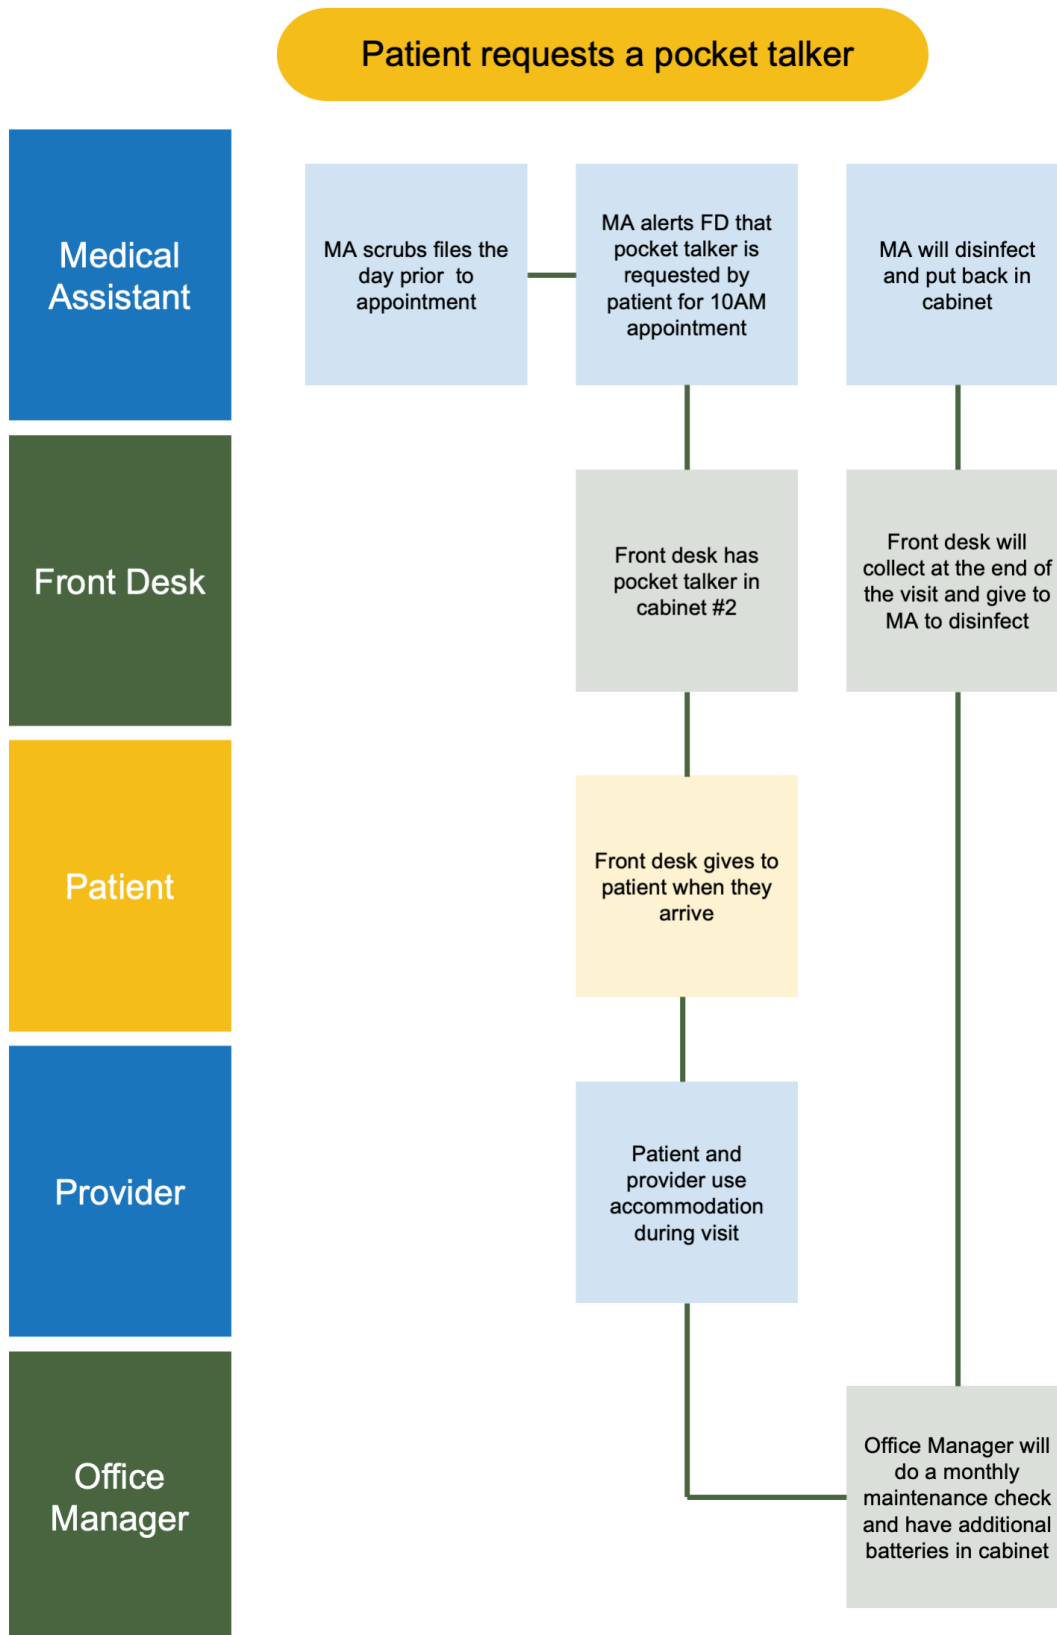 Patient requests a pocket talker
Medical
Assistant
MA scrubs files the
day prior to
appointment
MA alerts FD that
pocket talker is
requested by
patient for 10AM
appointment
MA will disinfect
and put back in
cabinet
Front Desk
Front desk has
pocket talker in
cabinet #2
Front desk will
collect at the end of
the visit and give to
MA to disinfect
Patient
Front desk gives to
patient when they
arrive
Provider
Patient and
provider use
accommodation
during visit
Office
Manager
Office Manager will
do a monthly
maintenance check
and have additional
batteries in cabinet